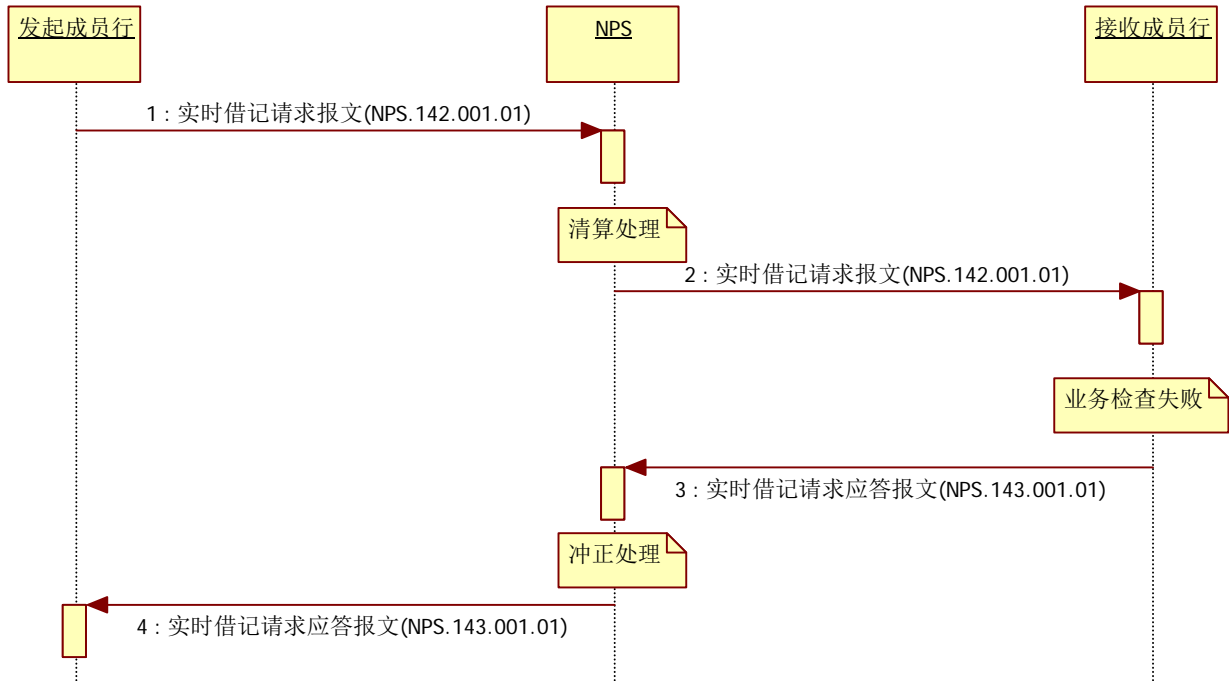 发起成员行
NPS
接收成员行
1 : 实时借记请求报文(NPS.142.001.01)
清算处理
2 : 实时借记请求报文(NPS.142.001.01)
业务检查失败
3 : 实时借记请求应答报文(NPS.143.001.01)
冲正处理
4 : 实时借记请求应答报文(NPS.143.001.01)